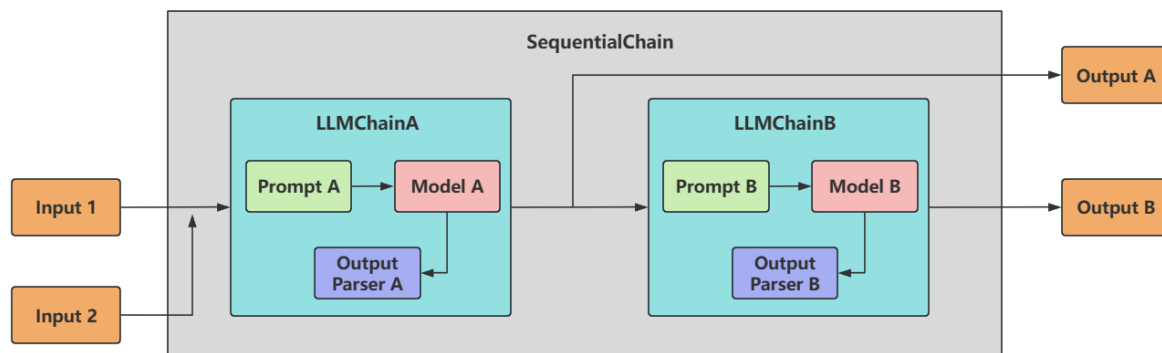 SequentialChain
Output A
LLMChainA
LLMChainB
Prompt A
Model A
Prompt B
Model B
Input 1
Output B
Output
Parser A
Output
Parser B
Input 2